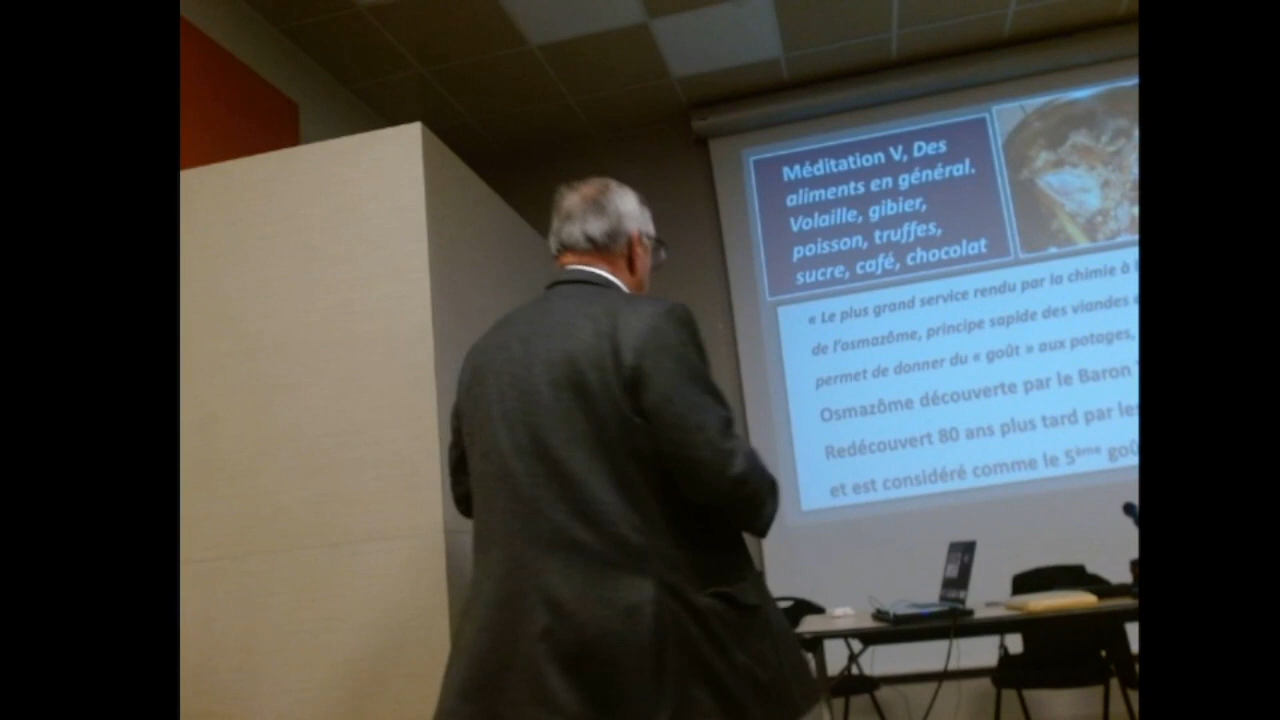 Méditation V, Des
aliments en général.
Volaille, gibier,
poisson, truffes,
sucre, café, chocolat
« Le plus grand service rendu par la chimie à
de l'osmazôme, principe sapide des viandes
permet de donner du « goût » aux potages,
Osmazôme découverte par le Baron
Redécouvert 80 ans plus tard par les
et est considéré comme le 5ème goû